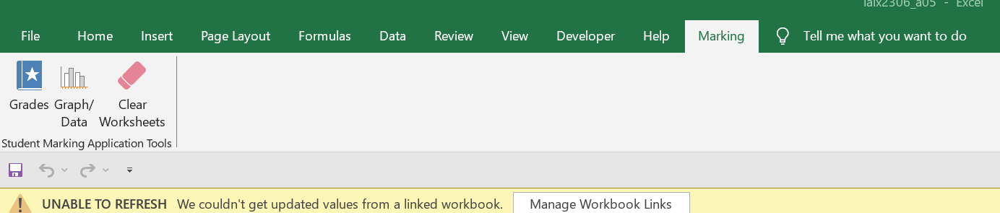 lalx2306_a05 - Excel
File Home Insert Page Layout Formulas Data Review View Developer Help Marking Tell me what you want to do
Grades Graph/ Clear
Data Worksheets
Student Marking Application Tools
UNABLE TO REFRESH We couldn't get updated values from a linked workbook. Manage Workbook Links